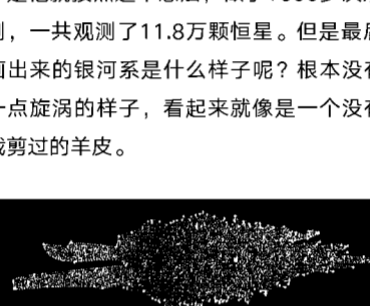 ，一共观测了11.8万颗恒星。但是最后
出来的银河系是什么样子呢？根本没有
一点旋涡的样子，看起来就像是一个没有
剪过的羊皮。